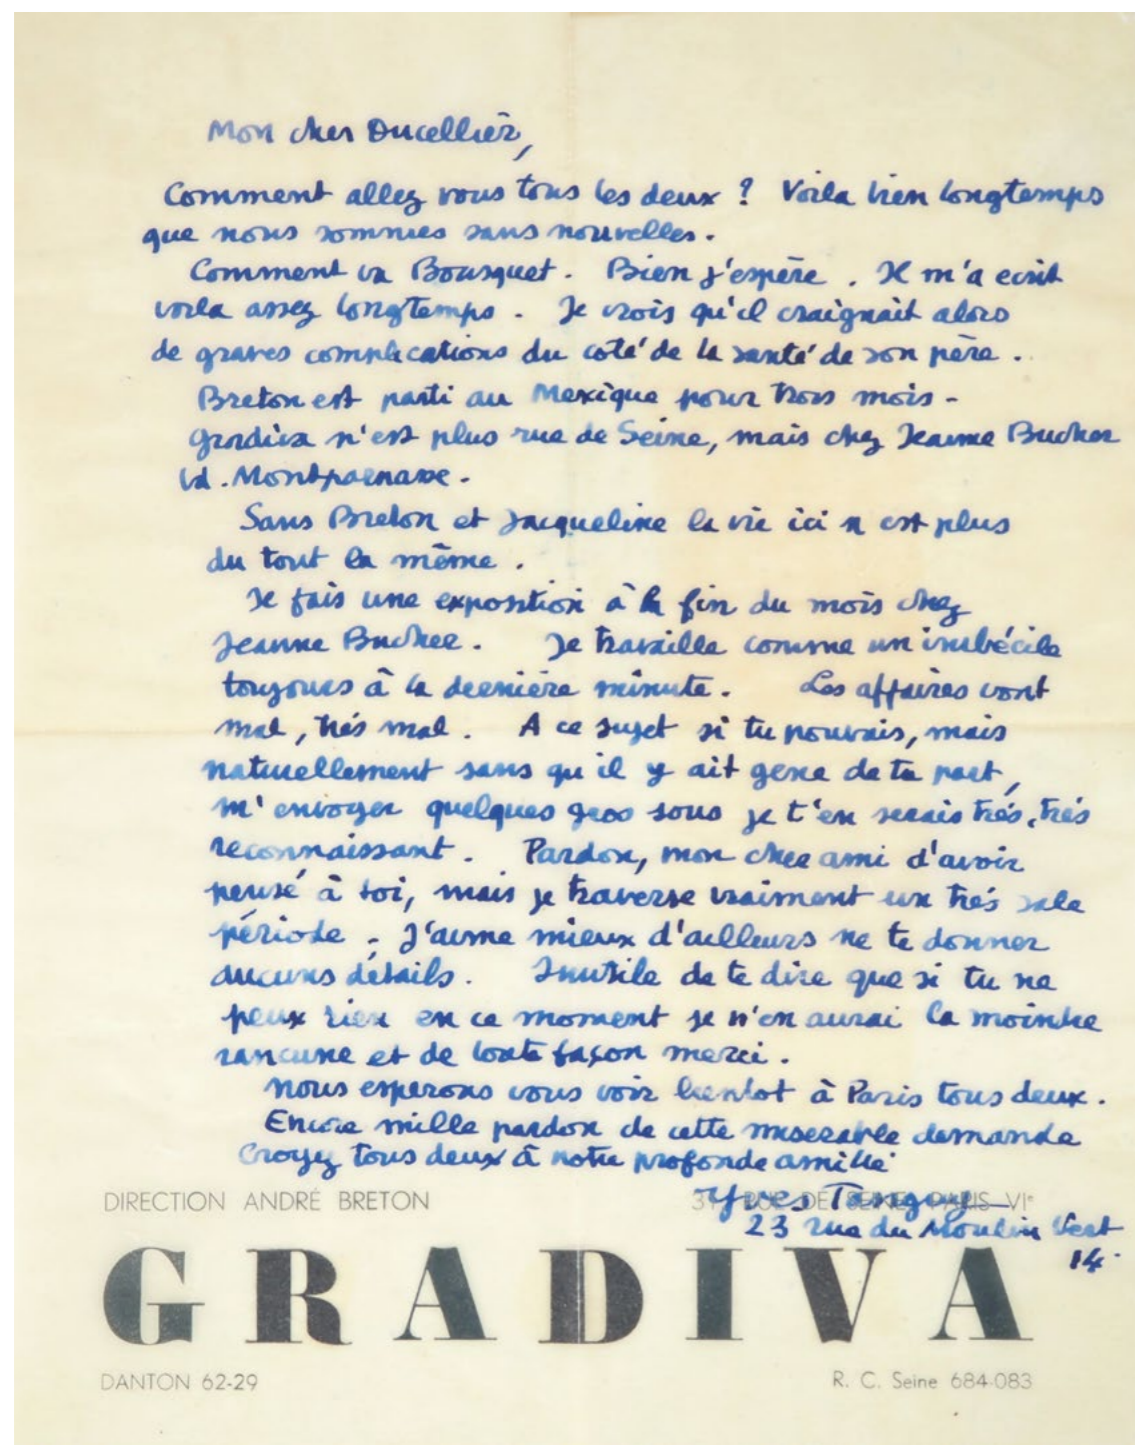 Mon cher Ducellier,
Comment allez vous tous les deux ? Voila bien longtemps
que nous sommes sans nouvelles.
Comment va Bousquet. Bien j'espère. Il m'a ecrit
voila assez longtemps. Je crois qu'il craignait alors
de graves complications du coté de la santé de son père.
Breton est parti au Mexique pour trois mois -
Gradiva n'est plus rue de Seine, mais chez Jeanne Bucher
bd. Montparnasse.
Sans Breton et Jacqueline la vie ici n est plus
du tout la même.
Je fais une exposition à la fin du mois chez
Jeanne Bucher. Je travaille comme un imbécile
toujours à la dernière minute. Les affaires vont
mal, trés mal. A ce sujet si tu pouvais, mais
naturellement sans qu'il y ait gene de ta part,
m'envoyer quelques gros sous je t'en serais trés, trés
reconnaissant. Pardon, mon cher ami d'avoir
pensé à toi, mais je traverse vraiment une trés sale
période. J'aime mieux d'ailleurs ne te donner
aucuns détails. Inutile de te dire que si tu ne
peux rien en ce moment je n'en aurai la moindre
rancune et de toute façon merci.
Nous esperons vous voir bientot à Paris tous deux.
Encore mille pardon de cette miserable demande
Croyez tous deux à notre profonde amitié
Yves Tanguy
DIRECTION ANDRÉ BRETON 31, RUE DE SEINE, PARIS-VIe
23 rue du Moulin Vert
14.
GRADIVA
DANTON 62-29 R. C. Seine 684-083